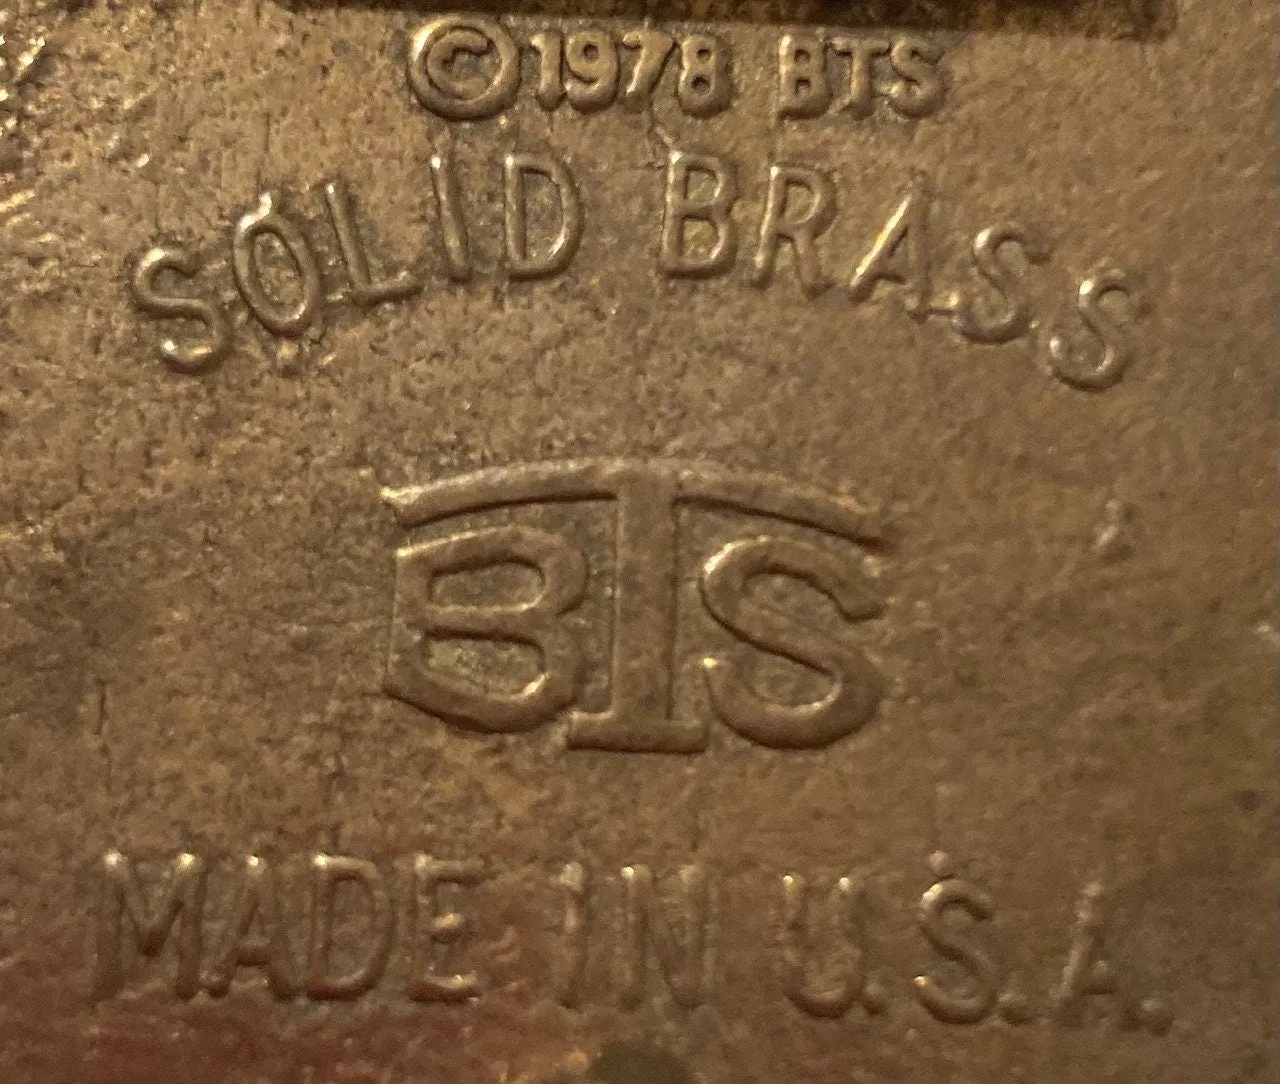 ©1978 BTS
SOLID BRASS
BTS
MADE IN U.S.A.